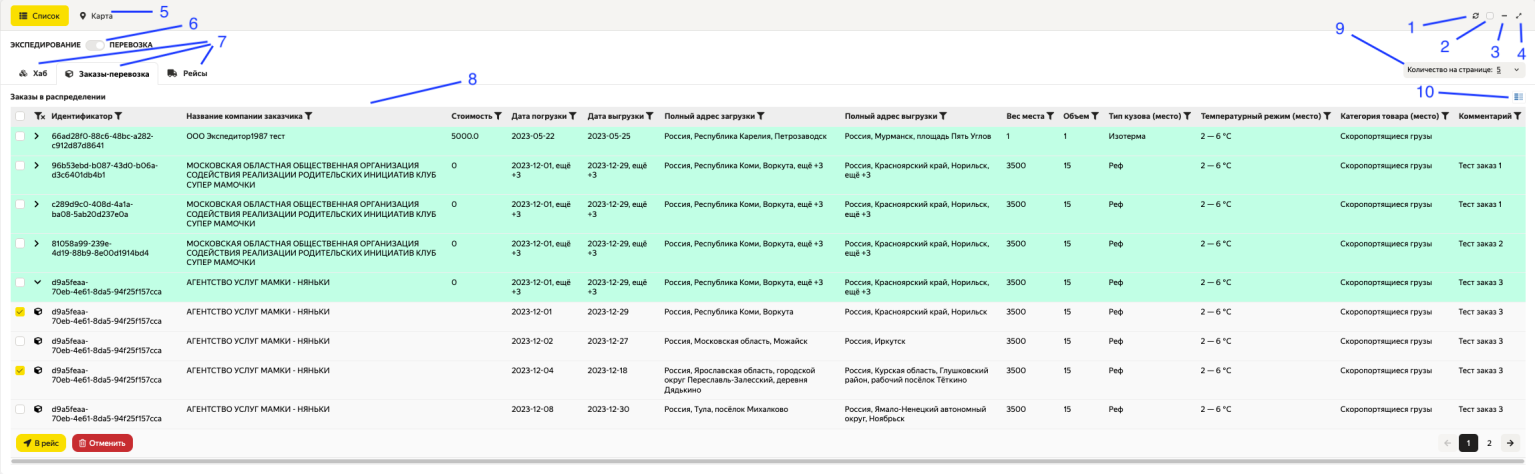 Список Карта 5
6 1 2 3 4
ЭКСПЕДИРОВАНИЕ ПЕРЕВОЗКА 7 9
Хаб Заказы-перевозка Рейсы 8 Количество на странице: 5
Заказы в распределении 10
Идентификатор Название компании заказчика Стоимость Дата погрузки Дата выгрузки Полный адрес загрузки Полный адрес выгрузки Вес места Объем Тип кузова (место) Температурный режим (место) Категория товара (место) Комментарий
66ad28f0-88c6-48bc-a282- ООО Экспедитор1987 тест 5000.0 2023-05-22 2023-05-25 Россия, Республика Карелия, Петрозаводск Россия, Мурманск, площадь Пять Углов 1 1 Изотерма 2 — 6 °C Скоропортящиеся грузы
c912d87d8641
96b53ebd-b087-43d0-b06a- МОСКОВСКАЯ ОБЛАСТНАЯ ОБЩЕСТВЕННАЯ ОРГАНИЗАЦИЯ 0 2023-12-01, ещё 2023-12-29, ещё Россия, Республика Коми, Воркута, ещё +3 Россия, Красноярский край, Норильск, 3500 15 Реф 2 — 6 °C Скоропортящиеся грузы Тест заказ 1
d3c6401db4b1 СОДЕЙСТВИЯ РЕАЛИЗАЦИИ РОДИТЕЛЬСКИХ ИНИЦИАТИВ КЛУБ +3 +3 ещё +3
СУПЕР МАМОЧКИ
c289d9c0-408d-4a1a- МОСКОВСКАЯ ОБЛАСТНАЯ ОБЩЕСТВЕННАЯ ОРГАНИЗАЦИЯ 0 2023-12-01, ещё 2023-12-29, ещё Россия, Республика Коми, Воркута, ещё +3 Россия, Красноярский край, Норильск, 3500 15 Реф 2 — 6 °C Скоропортящиеся грузы Тест заказ 1
ba08-5ab20d237e0a СОДЕЙСТВИЯ РЕАЛИЗАЦИИ РОДИТЕЛЬСКИХ ИНИЦИАТИВ КЛУБ +3 +3 ещё +3
СУПЕР МАМОЧКИ
81058a99-239e- МОСКОВСКАЯ ОБЛАСТНАЯ ОБЩЕСТВЕННАЯ ОРГАНИЗАЦИЯ 0 2023-12-01, ещё 2023-12-29, ещё Россия, Республика Коми, Воркута, ещё +3 Россия, Красноярский край, Норильск, 3500 15 Реф 2 — 6 °C Скоропортящиеся грузы Тест заказ 2
4d19-88b9-8e00d1914bd4 СОДЕЙСТВИЯ РЕАЛИЗАЦИИ РОДИТЕЛЬСКИХ ИНИЦИАТИВ КЛУБ +3 +3 ещё +3
СУПЕР МАМОЧКИ
d9a5feaa- АГЕНТСТВО УСЛУГ МАМКИ - НЯНЬКИ 0 2023-12-01, ещё 2023-12-29, ещё Россия, Республика Коми, Воркута, ещё +3 Россия, Красноярский край, Норильск, 3500 15 Реф 2 — 6 °C Скоропортящиеся грузы Тест заказ 3
70eb-4e61-8da5-94f25f157cca +3 +3 ещё +3
d9a5feaa- АГЕНТСТВО УСЛУГ МАМКИ - НЯНЬКИ 2023-12-01 2023-12-29 Россия, Республика Коми, Воркута Россия, Красноярский край, Норильск 3500 15 Реф 2 — 6 °C Скоропортящиеся грузы Тест заказ 3
70eb-4e61-8da5-94f25f157cca
d9a5feaa- АГЕНТСТВО УСЛУГ МАМКИ - НЯНЬКИ 2023-12-02 2023-12-27 Россия, Московская область, Можайск Россия, Иркутск 3500 15 Реф 2 — 6 °C Скоропортящиеся грузы Тест заказ 3
70eb-4e61-8da5-94f25f157cca
d9a5feaa- АГЕНТСТВО УСЛУГ МАМКИ - НЯНЬКИ 2023-12-04 2023-12-18 Россия, Ярославская область, городской Россия, Курская область, Глушковский 3500 15 Реф 2 — 6 °C Скоропортящиеся грузы Тест заказ 3
70eb-4e61-8da5-94f25f157cca округ Переславль-Залесский, деревня район, рабочий посёлок Тёткино
Дядькино
d9a5feaa- АГЕНТСТВО УСЛУГ МАМКИ - НЯНЬКИ 2023-12-08 2023-12-30 Россия, Тула, посёлок Михалково Россия, Ямало-Ненецкий автономный 3500 15 Реф 2 — 6 °C Скоропортящиеся грузы Тест заказ 3
70eb-4e61-8da5-94f25f157cca округ, Ноябрьск
В рейс Отменить 1 2